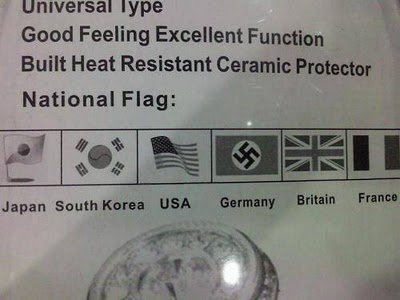 Universal Type
Good Feeling Excellent Function
Built Heat Resistant Ceramic Protector
National Flag:
Japan South Korea USA Germany Britain France